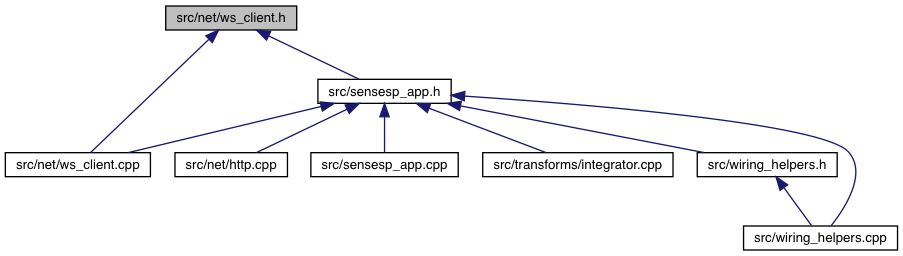 src/net/ws_client.h
src/sensesp_app.h
src/net/ws_client.cpp
src/net/http.cpp
src/sensesp_app.cpp
src/transforms/integrator.cpp
src/wiring_helpers.h
src/wiring_helpers.cpp